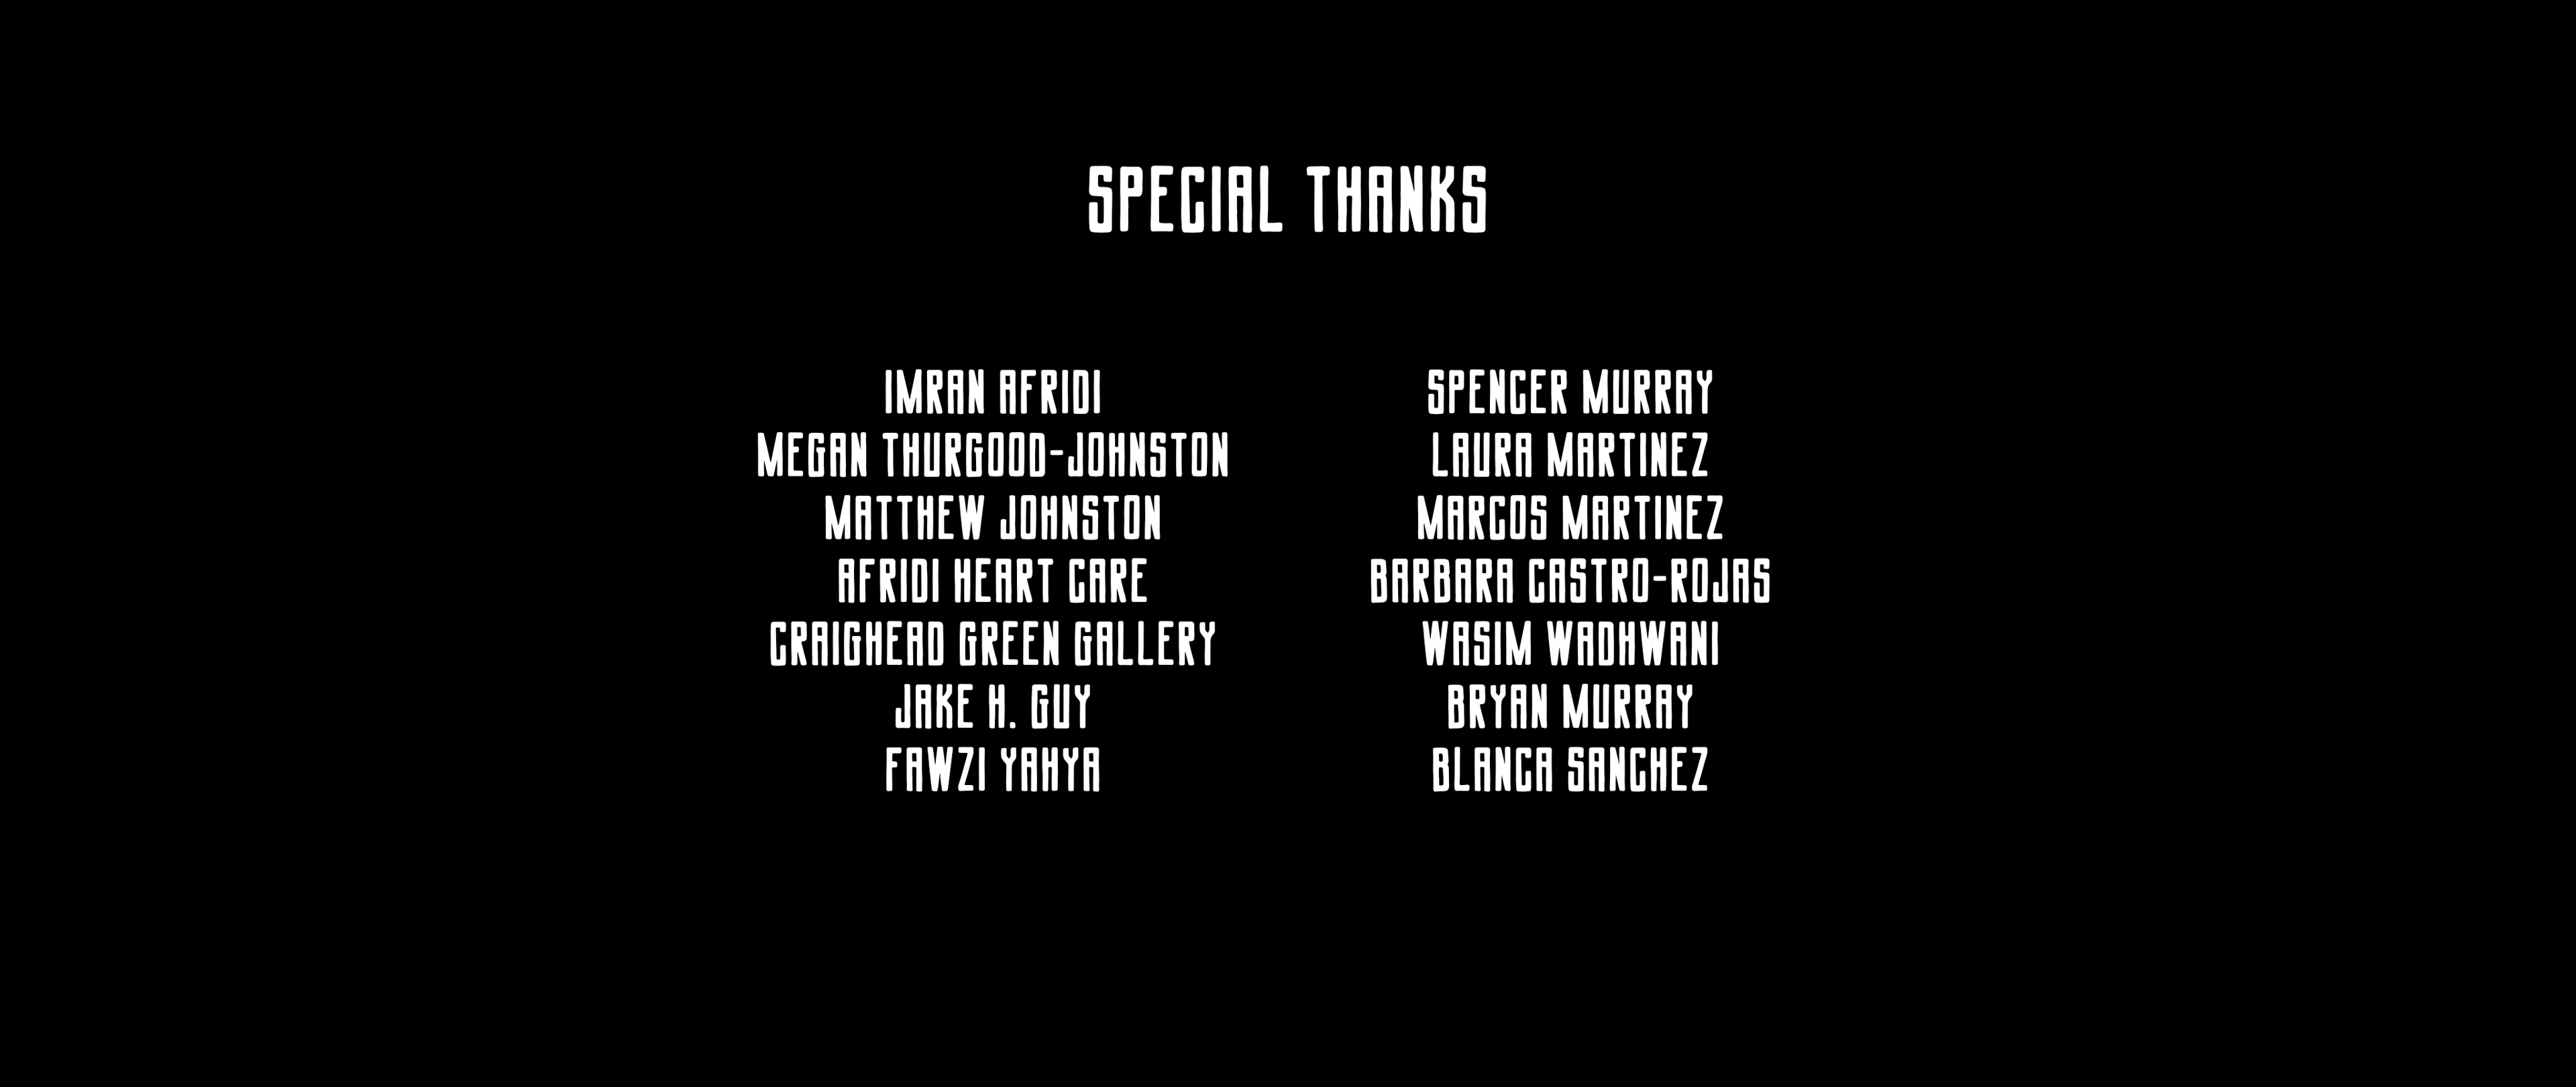 SPECIAL THANKS
IMRAN AFRIDI
MEGAN THURGOOD-JOHNSTON
MATTHEW JOHNSTON
AFRIDI HEART CARE
CRAIGHEAD GREEN GALLERY
JAKE H. GUY
FAWZI YAHYA
SPENCER MURRAY
LAURA MARTINEZ
MARCOS MARTINEZ
BARBARA CASTRO-ROJAS
WASIM WADHWANI
BRYAN MURRAY
BLANCA SANCHEZ